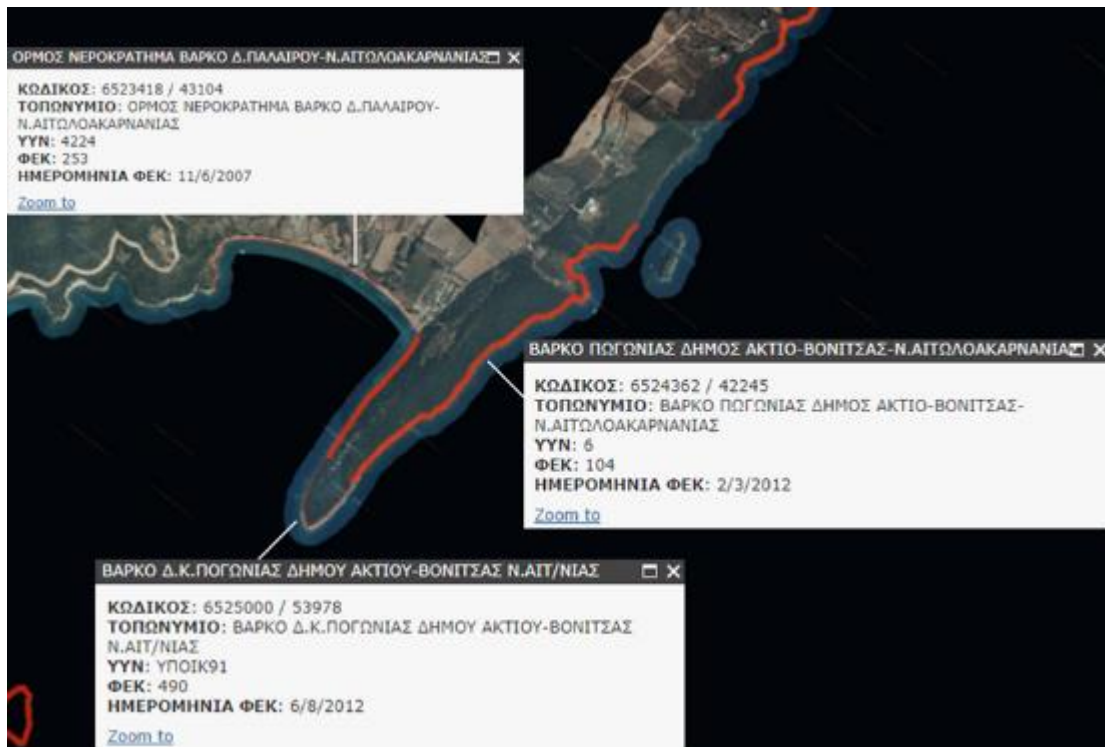 ΟΡΜΟΣ ΝΕΡΟΚΡΑΤΗΜΑ ΒΑΡΚΟ Δ.ΠΑΛΑΙΡΟΥ-Ν.ΑΙΤΩΛΟΑΚΑΡΝΑΝΙΑΣ
ΚΩΔΙΚΟΣ: 6523418 / 43104
ΤΟΠΩΝΥΜΙΟ: ΟΡΜΟΣ ΝΕΡΟΚΡΑΤΗΜΑ ΒΑΡΚΟ Δ.ΠΑΛΑΙΡΟΥ-
Ν.ΑΙΤΩΛΟΑΚΑΡΝΑΝΙΑΣ
ΥΥΝ: 4224
ΦΕΚ: 253
ΗΜΕΡΟΜΗΝΙΑ ΦΕΚ: 11/6/2007
Zoom to
ΒΑΡΚΟ ΠΩΓΩΝΙΑΣ ΔΗΜΟΣ ΑΚΤΙΟ-ΒΟΝΙΤΣΑΣ-Ν.ΑΙΤΩΛΟΑΚΑΡΝΑΝΙΑΣ
ΚΩΔΙΚΟΣ: 6524362 / 42245
ΤΟΠΩΝΥΜΙΟ: ΒΑΡΚΟ ΠΩΓΩΝΙΑΣ ΔΗΜΟΣ ΑΚΤΙΟ-ΒΟΝΙΤΣΑΣ-
Ν.ΑΙΤΩΛΟΑΚΑΡΝΑΝΙΑΣ
ΥΥΝ: 6
ΦΕΚ: 104
ΗΜΕΡΟΜΗΝΙΑ ΦΕΚ: 2/3/2012
Zoom to
ΒΑΡΚΟ Δ.Κ.ΠΟΓΩΝΙΑΣ ΔΗΜΟΥ ΑΚΤΙΟΥ-ΒΟΝΙΤΣΑΣ Ν.ΑΙΤ/ΝΙΑΣ
ΚΩΔΙΚΟΣ: 6525000 / 53978
ΤΟΠΩΝΥΜΙΟ: ΒΑΡΚΟ Δ.Κ.ΠΟΓΩΝΙΑΣ ΔΗΜΟΥ ΑΚΤΙΟΥ-ΒΟΝΙΤΣΑΣ
Ν.ΑΙΤ/ΝΙΑΣ
ΥΥΝ: ΥΠΟΙΚ91
ΦΕΚ: 490
ΗΜΕΡΟΜΗΝΙΑ ΦΕΚ: 6/8/2012
Zoom to